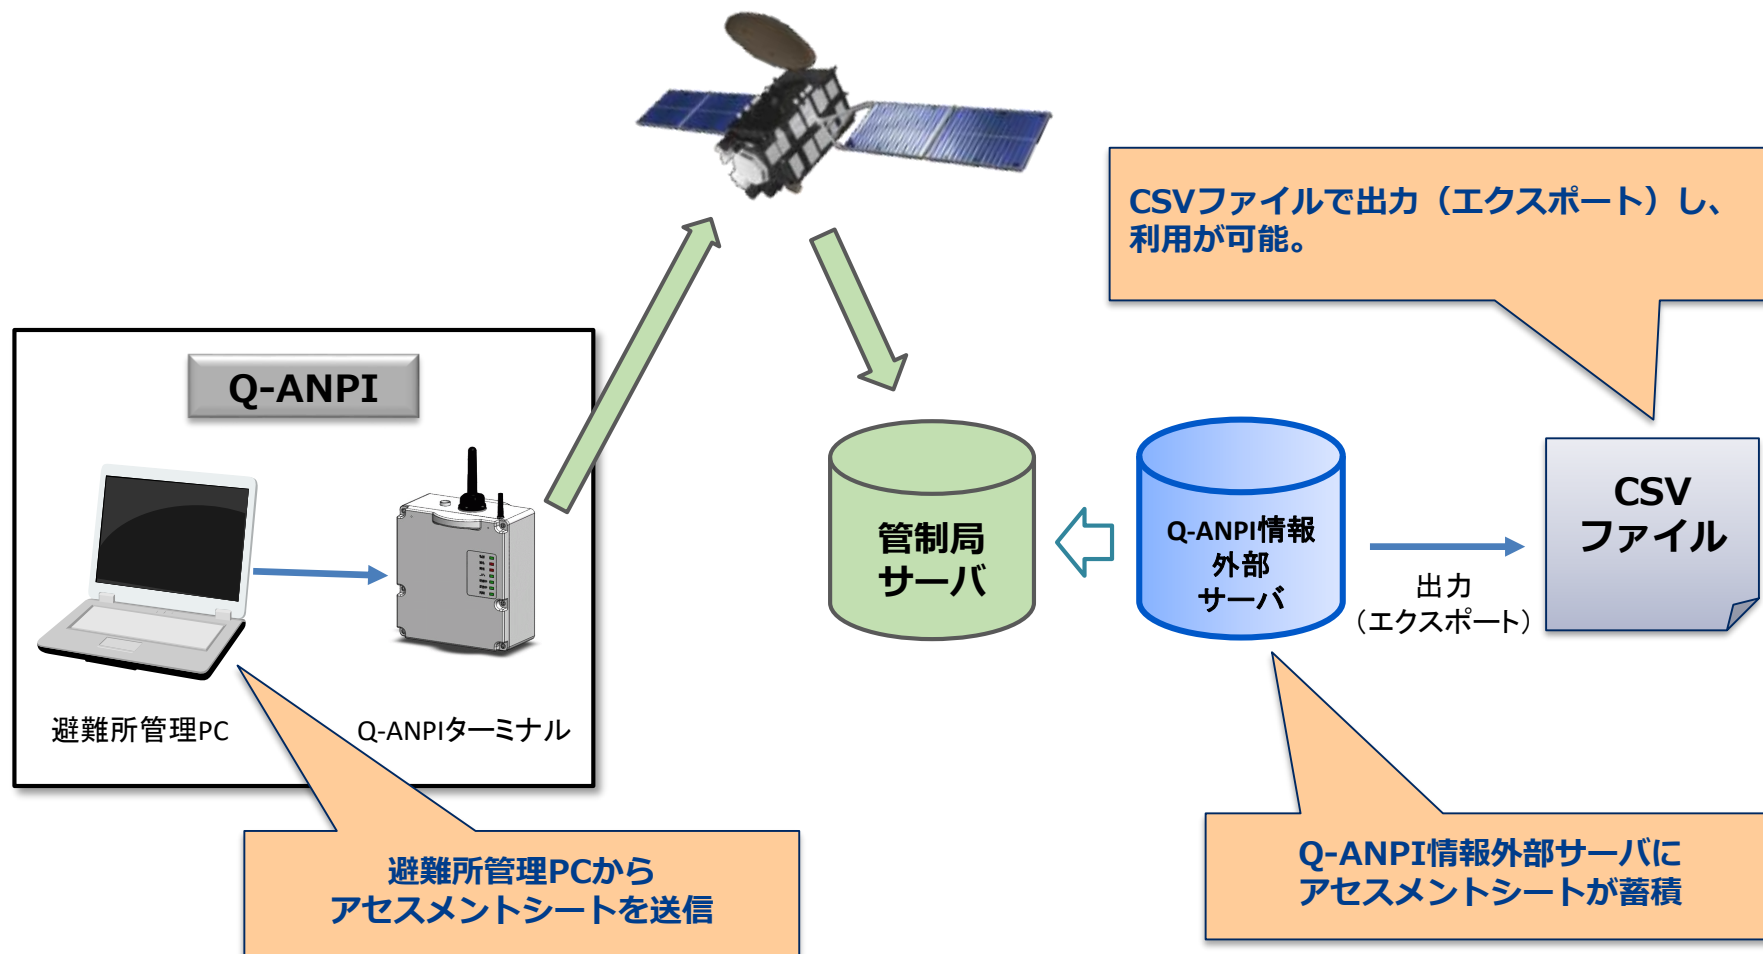 CSVファイルで出力（エクスポート）し、
利用が可能。
Q-ANPI
避難所管理PC
Q-ANPIターミナル
管制局
サーバ
Q-ANPI情報
外部
サーバ
出力
（エクスポート）
CSV
ファイル
避難所管理PCから
アセスメントシートを送信
Q-ANPI情報外部サーバに
アセスメントシートが蓄積